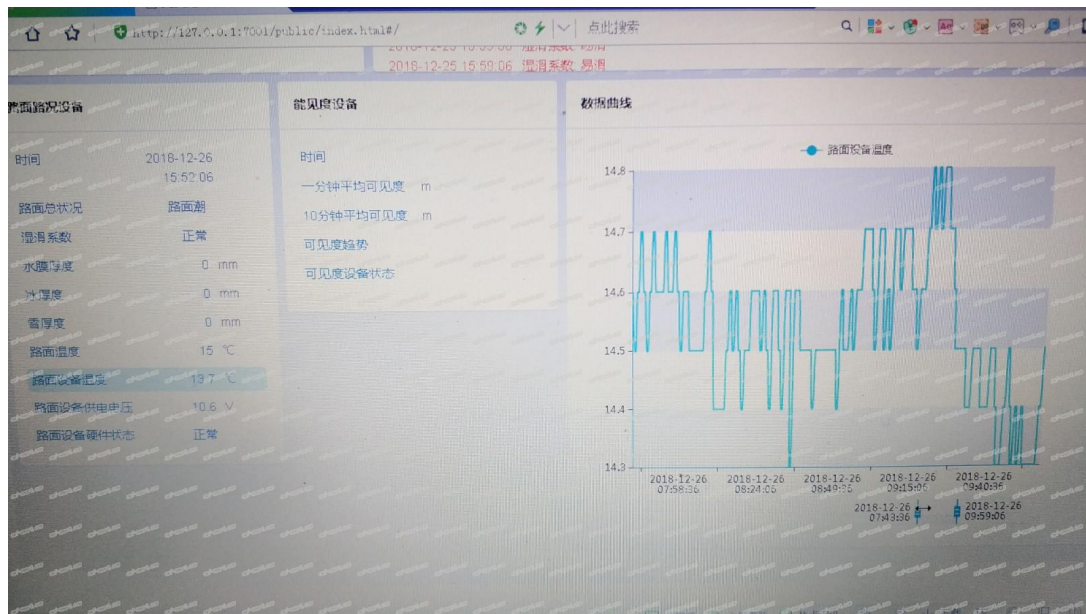 http://127.0.0.1:7001/public/index.html#/
点此搜索
2018-12-25 15:59:06 湿滑系数 易滑
路面路况设备
时间 2018-12-26
15:52:06
路面总状况 路面潮
湿滑系数 正常
水膜厚度 0 mm
冰厚度 0 mm
雪厚度 0 mm
路面温度 15 ℃
路面设备温度 13.7 ℃
路面设备供电电压 10.6 V
路面设备硬件状态 正常
能见度设备
时间
一分钟平均可见度 m
10分钟平均可见度 m
可见度趋势
可见度设备状态
数据曲线
路面设备温度
14.8
14.7
14.6
14.5
14.4
14.3
2018-12-26 2018-12-26 2018-12-26 2018-12-26 2018-12-26
07:58:36 08:24:06 08:49:36 09:15:06 09:40:36
2018-12-26 2018-12-26
07:43:36 09:59:06